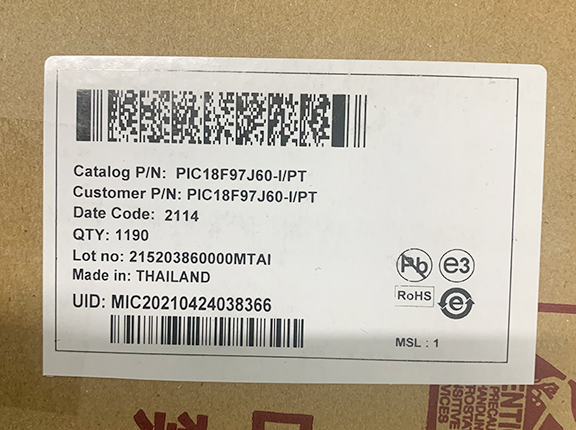 Catalog P/N: PIC18F97J60-I/PT
Customer P/N: PIC18F97J60-I/PT
Date Code: 2114
QTY: 1190
Lot no: 215203860000MTAI
Made in: THAILAND
UID: MIC20210424038366
Pb
e3
RoHS
e
MSL : 1